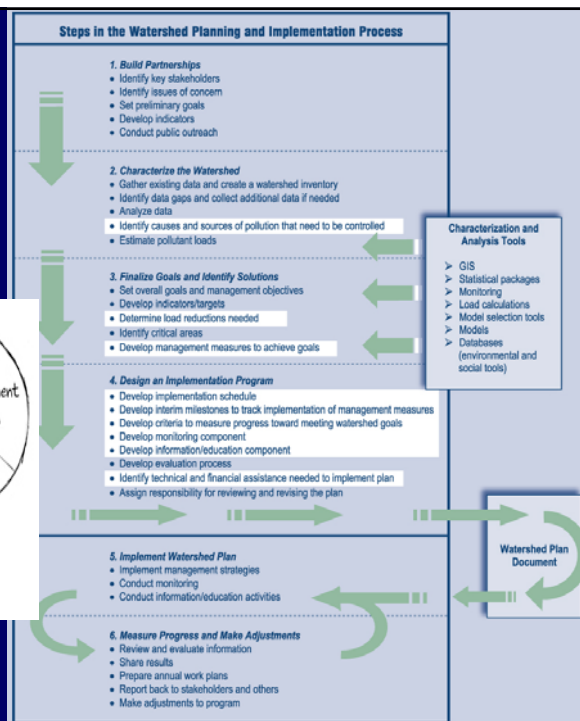 Steps in the Watershed Planning and Implementation Process
1. Build Partnerships
• Identify key stakeholders
• Identify issues of concern
• Set preliminary goals
• Develop indicators
• Conduct public outreach
2. Characterize the Watershed
• Gather existing data and create a watershed inventory
• Identify data gaps and collect additional data if needed
• Analyze data
• Identify causes and sources of pollution that need to be controlled
• Estimate pollutant loads
Characterization and
Analysis Tools
➢ GIS
➢ Statistical packages
➢ Monitoring
➢ Load calculations
➢ Model selection tools
➢ Models
➢ Databases
(environmental and
social tools)
3. Finalize Goals and Identify Solutions
• Set overall goals and management objectives
• Develop indicators/targets
• Determine load reductions needed
• Identify critical areas
• Develop management measures to achieve goals
4. Design an Implementation Program
• Develop implementation schedule
• Develop interim milestones to track implementation of management measures
• Develop criteria to measure progress toward meeting watershed goals
• Develop monitoring component
• Develop information/education component
• Develop evaluation process
• Identify technical and financial assistance needed to implement plan
• Assign responsibility for reviewing and revising the plan
Watershed Plan
Document
5. Implement Watershed Plan
• Implement management strategies
• Conduct monitoring
• Conduct information/education activities
6. Measure Progress and Make Adjustments
• Review and evaluate information
• Share results
• Prepare annual work plans
• Report back to stakeholders and others
• Make adjustments to program